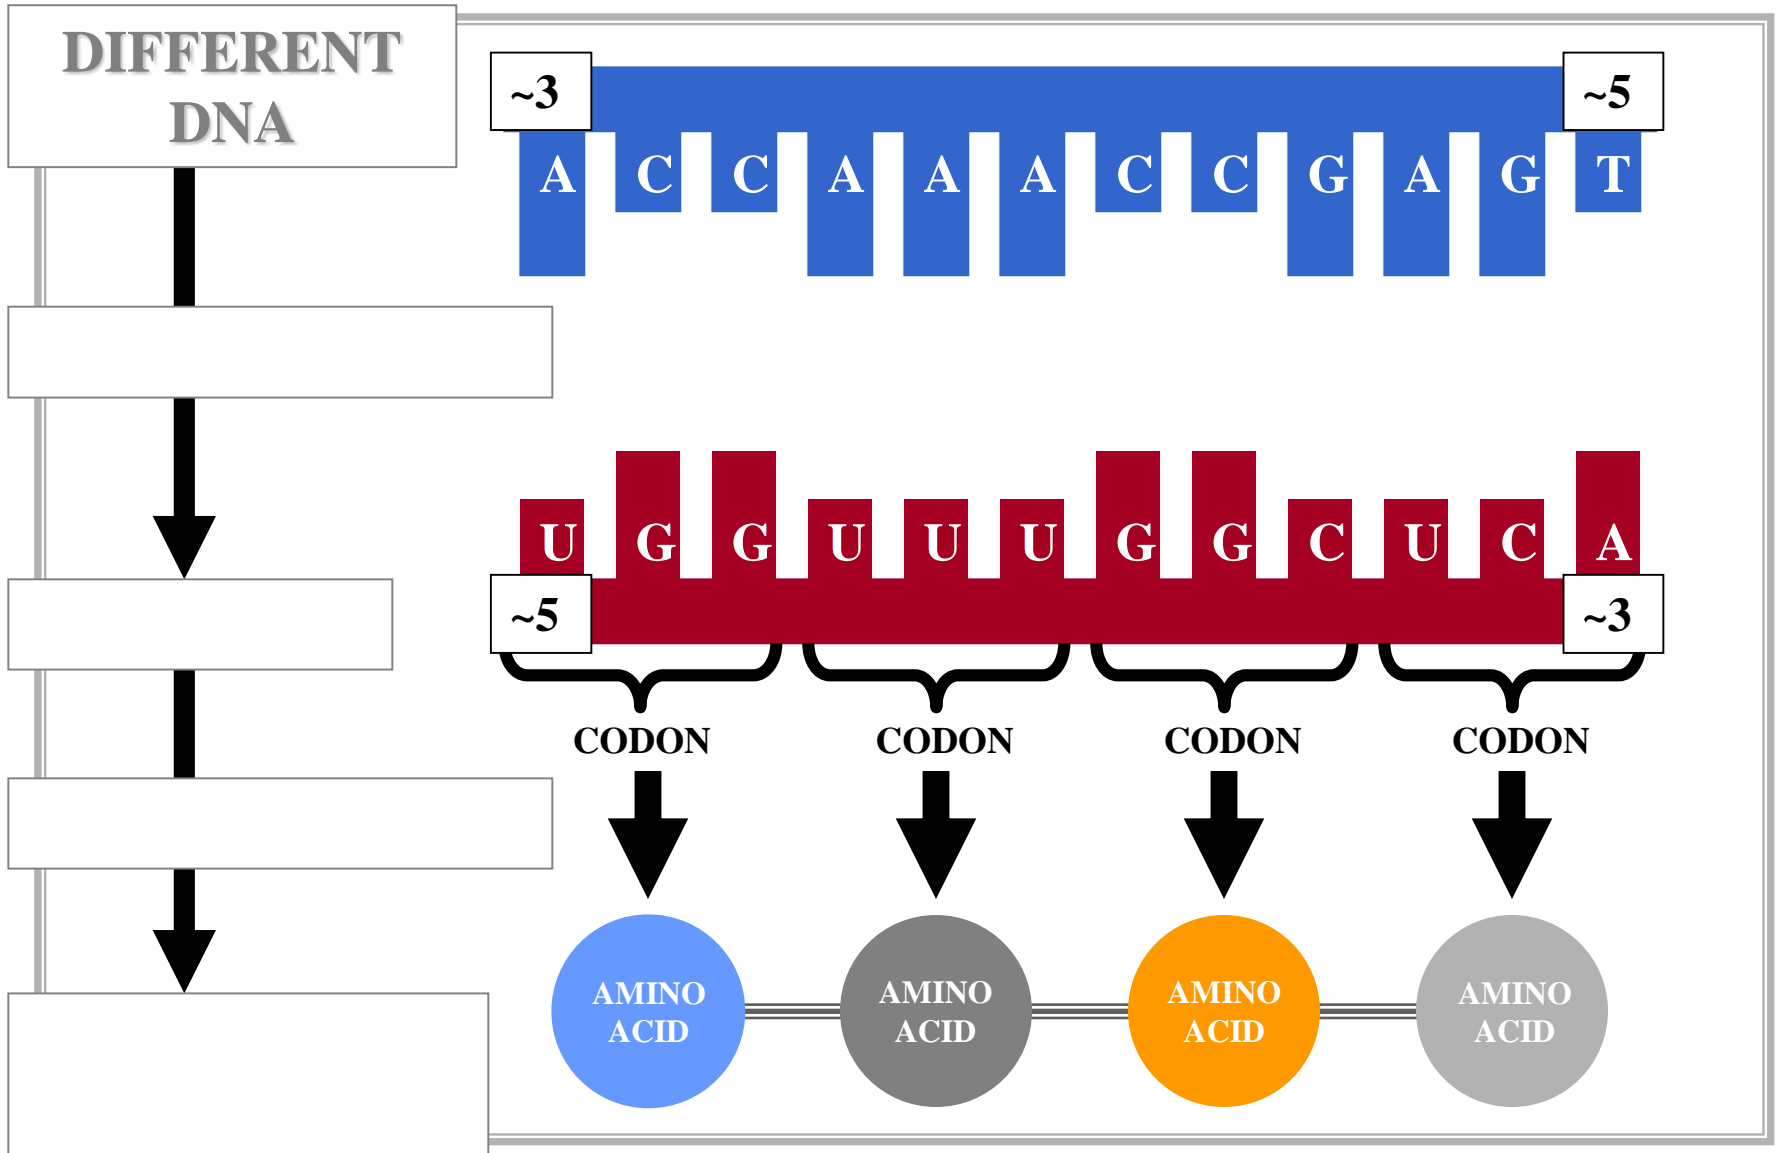 DIFFERENT
DNA
~3 ~5
A C C A A A C C G A G T
U G G U U U G G C U C A
~5 ~3
CODON CODON CODON CODON
AMINO
ACID
AMINO
ACID
AMINO
ACID
AMINO
ACID